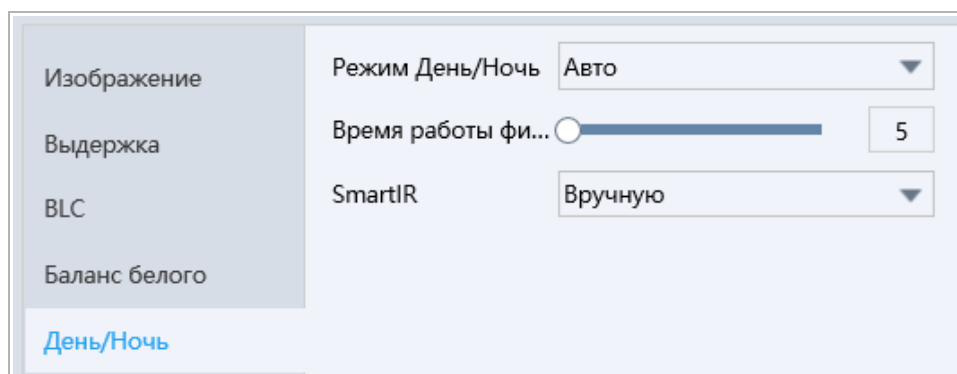 Изображение
Выдержка
BLC
Баланс белого
День/Ночь
Режим День/Ночь Авто
Время работы фи... 5
SmartIR Вручную